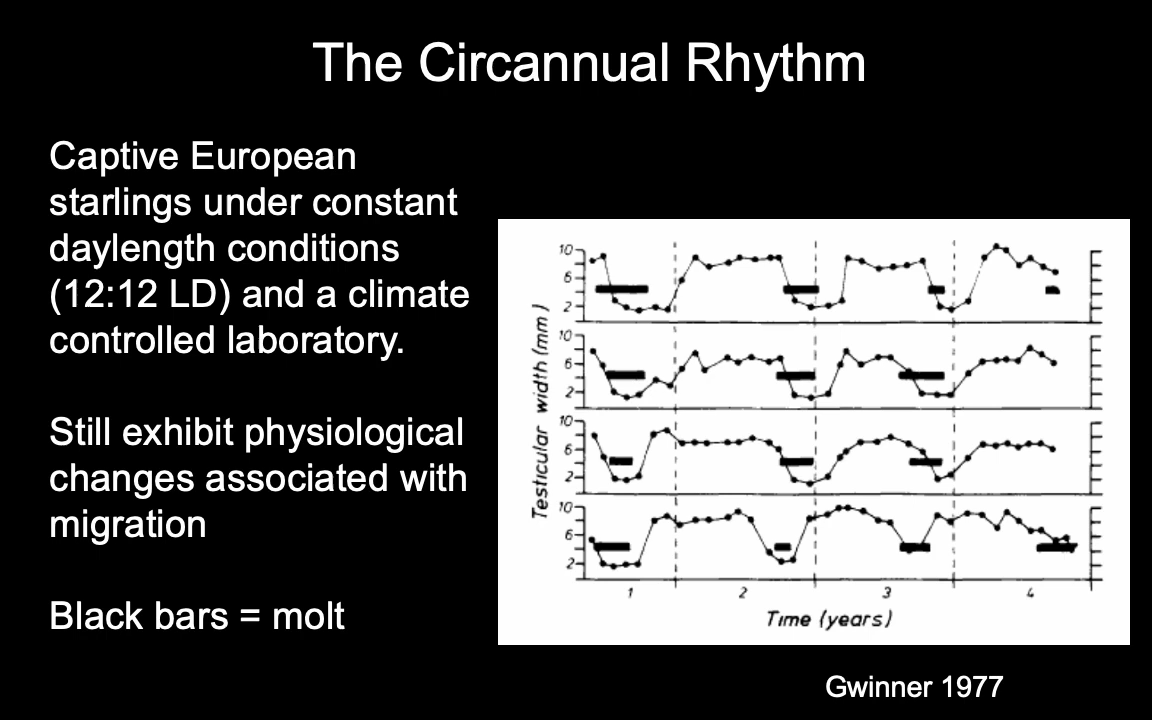 The Circannual Rhythm
Captive European
starlings under constant
daylength conditions
(12:12 LD) and a climate
controlled laboratory.
Still exhibit physiological
changes associated with
migration
Black bars = molt
Testicular width (mm)
10
6
2
10
6
2
10
6
2
10
6
2
1 2 3 4
Time (years)
Gwinner 1977